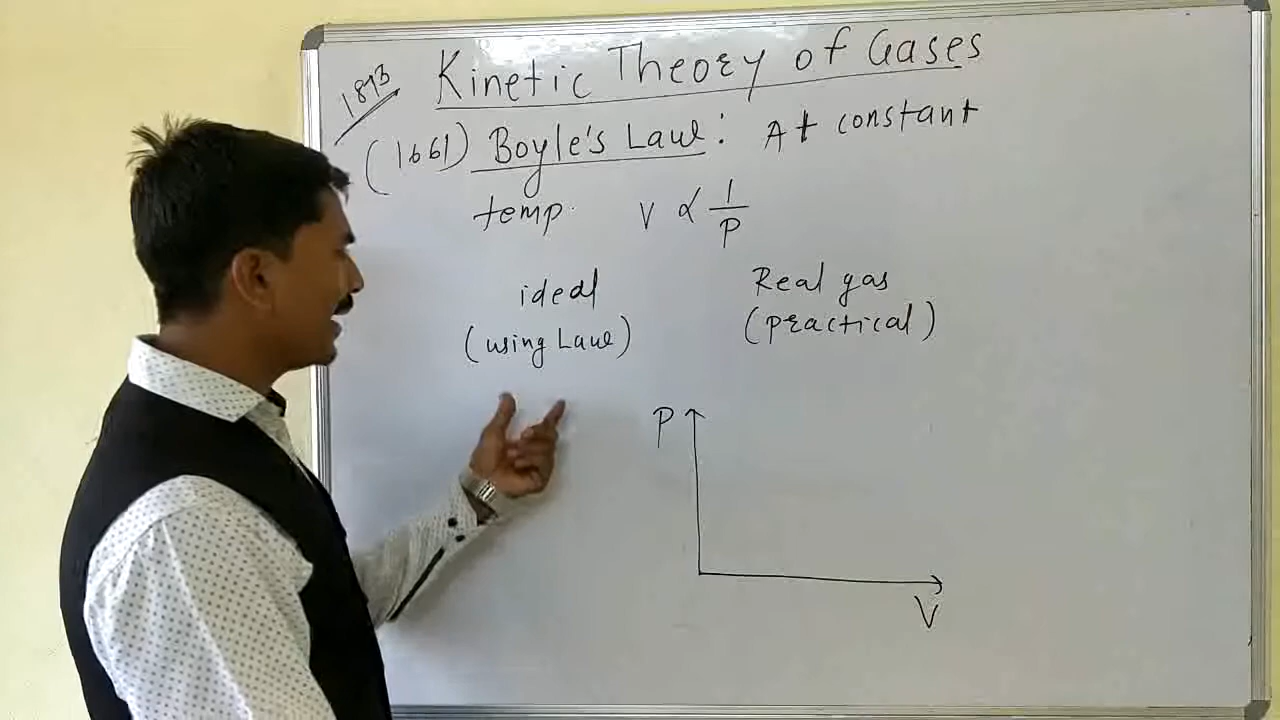 1873
Kinetic Theory of Gases
(1661) Boyle's Law : At constant
temp. V ∝ 1/P
ideal
(using Law)
Real gas
(practical)
P
V